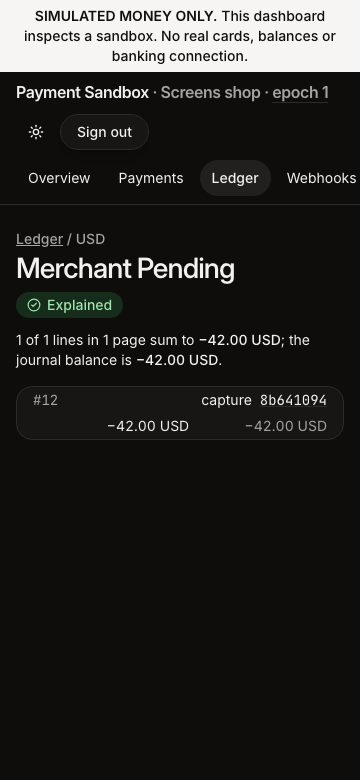 SIMULATED MONEY ONLY. This dashboard
inspects a sandbox. No real cards, balances or
banking connection.
Payment Sandbox · Screens shop · epoch 1
Sign out
Overview Payments Ledger Webhooks
Ledger / USD
Merchant Pending
Explained
1 of 1 lines in 1 page sum to −42.00 USD; the
journal balance is −42.00 USD.
#12 capture 8b641094
−42.00 USD −42.00 USD